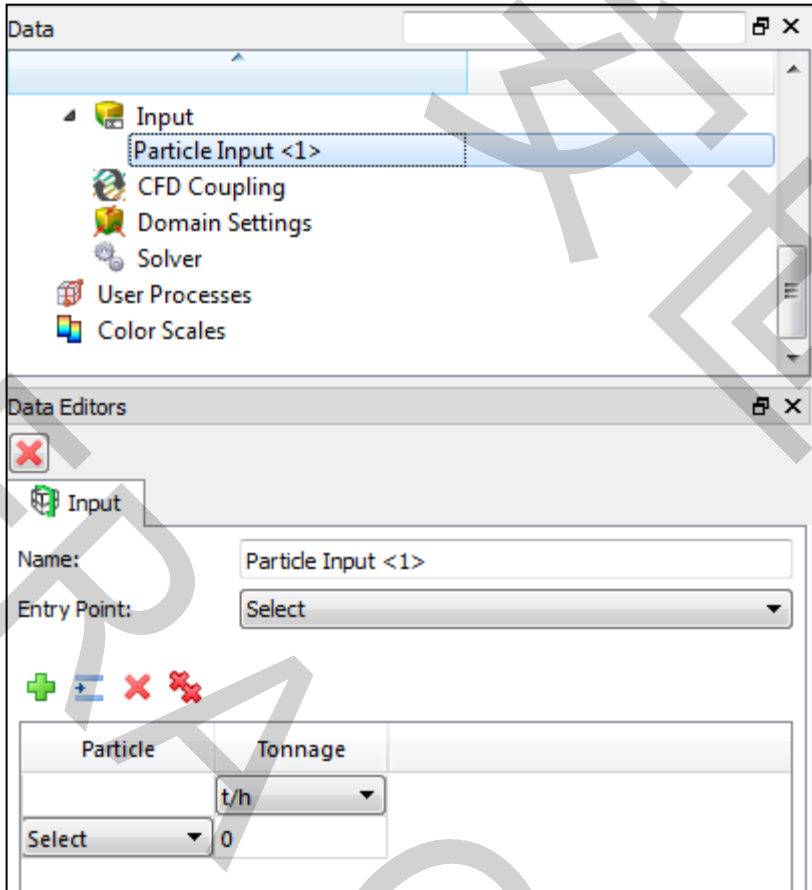 Data
Input
Particle Input <1>
CFD Coupling
Domain Settings
Solver
User Processes
Color Scales
Data Editors
Input
Name: Particle Input <1>
Entry Point: Select
Particle Tonnage
t/h
Select 0